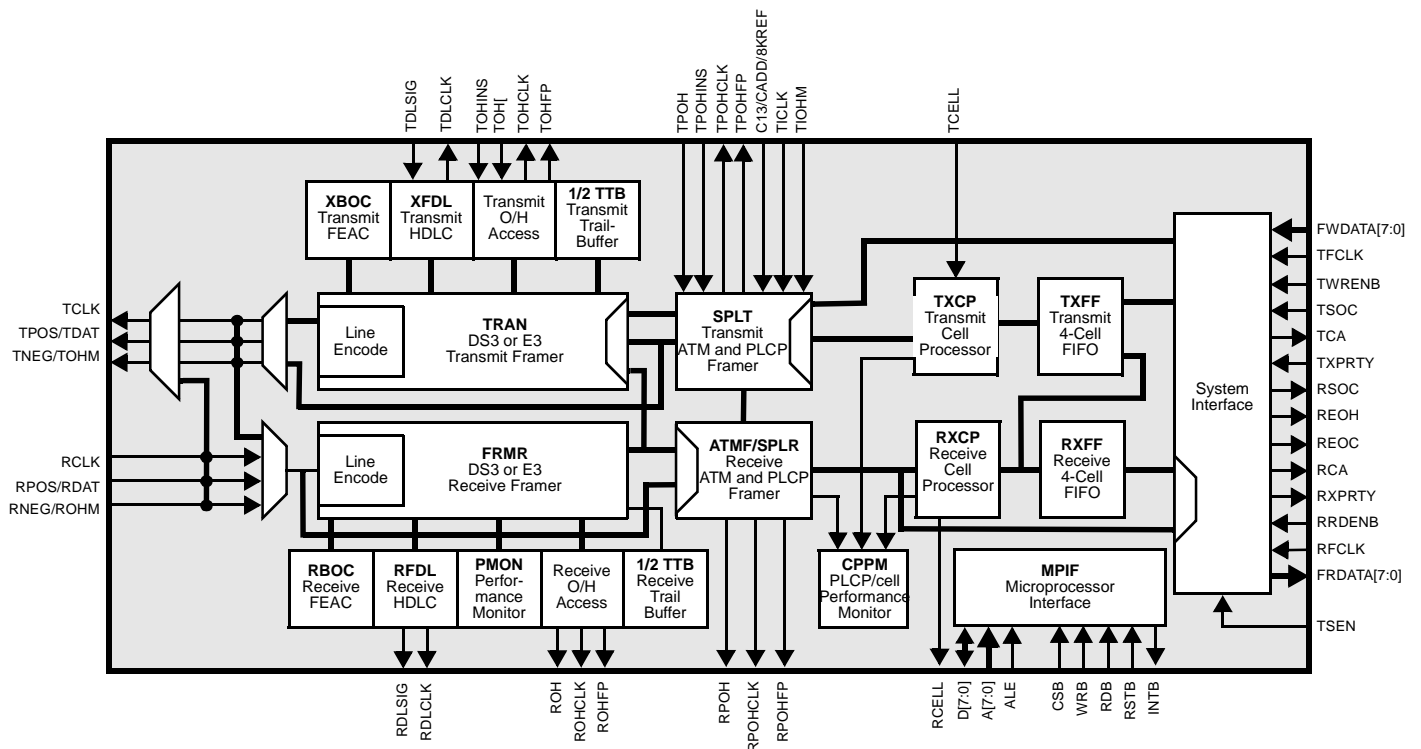 TDLSIG
TDLCLK
TOHINS
TOH[
TOHCLK
TOHFP
TPOH
TPOHINS
TPOHCLK
TPOHFP
C13/CADD/8KREF
TICLK
TIOHM
TCELL
XBOC
Transmit
FEAC
XFDL
Transmit
HDLC
Transmit
O/H
Access
1/2 TTB
Transmit
Trail-
Buffer
TCLK
TPOS/TDAT
TNEG/TOHM
Line
Encode
TRAN
DS3 or E3
Transmit Framer
SPLT
Transmit
ATM and PLCP
Framer
TXCP
Transmit
Cell
Processor
TXFF
Transmit
4-Cell
FIFO
System
Interface
FWDATA[7:0]
TFCLK
TWRENB
TSOC
TCA
TXPRTY
RSOC
REOH
REOC
RCA
RXPRTY
RRDENB
RFCLK
FRDATA[7:0]
TSEN
RCLK
RPOS/RDAT
RNEG/ROHM
Line
Encode
FRMR
DS3 or E3
Receive Framer
ATMF/SPLR
Receive
ATM and PLCP
Framer
RXCP
Receive
Cell
Processor
RXFF
Receive
4-Cell
FIFO
RBOC
Receive
FEAC
RFDL
Receive
HDLC
PMON
Perfor-
mance
Monitor
Receive
O/H
Access
1/2 TTB
Receive
Trail
Buffer
CPPM
PLCP/cell
Performance
Monitor
MPIF
Microprocessor
Interface
RDLSIG
RDLCLK
ROH
ROHCLK
ROHFP
RPOH
RPOHCLK
RPOHFP
RCELL
D[7:0]
A[7:0]
ALE
CSB
WRB
RDB
RSTB
INTB